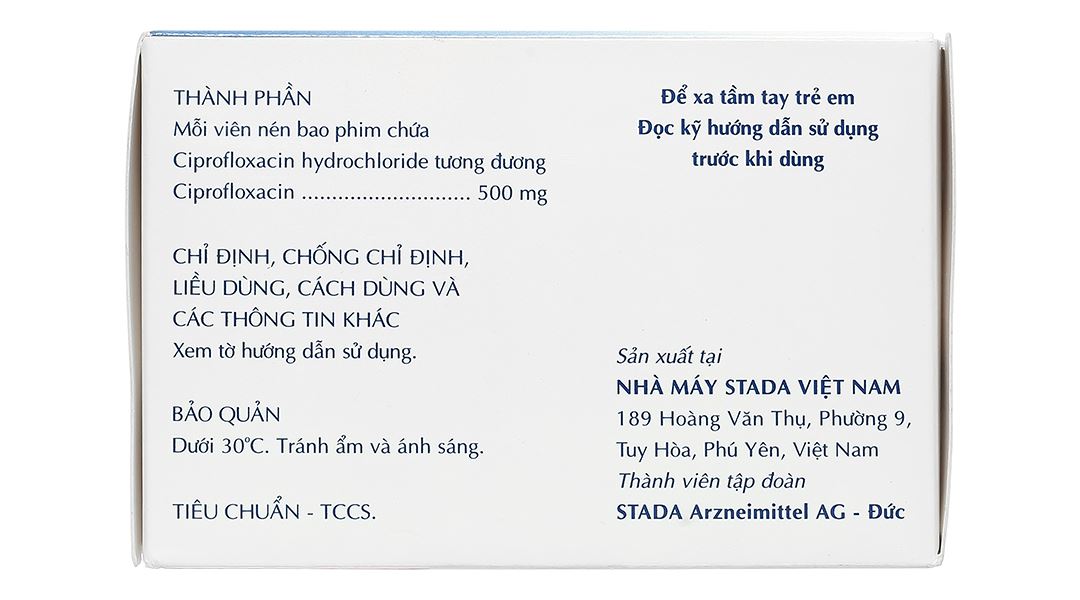 THÀNH PHẦN
Mỗi viên nén bao phim chứa
Ciprofloxacin hydrochloride tương đương
Ciprofloxacin ............................ 500 mg
CHỈ ĐỊNH, CHỐNG CHỈ ĐỊNH,
LIỀU DÙNG, CÁCH DÙNG VÀ
CÁC THÔNG TIN KHÁC
Xem tờ hướng dẫn sử dụng.
BẢO QUẢN
Dưới 30°C. Tránh ẩm và ánh sáng.
TIÊU CHUẨN - TCCS.
Để xa tầm tay trẻ em
Đọc kỹ hướng dẫn sử dụng
trước khi dùng
Sản xuất tại
NHÀ MÁY STADA VIỆT NAM
189 Hoàng Văn Thụ, Phường 9,
Tuy Hòa, Phú Yên, Việt Nam
Thành viên tập đoàn
STADA Arzneimittel AG - Đức